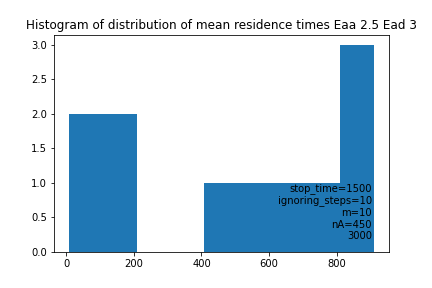 Histogram of distribution of mean residence times Eaa 2.5 Ead 3
3.0
2.5
2.0
1.5
1.0
0.5
0.0
stop_time=1500
ignoring_steps=10
m=10
nA=450
3000
0 200 400 600 800